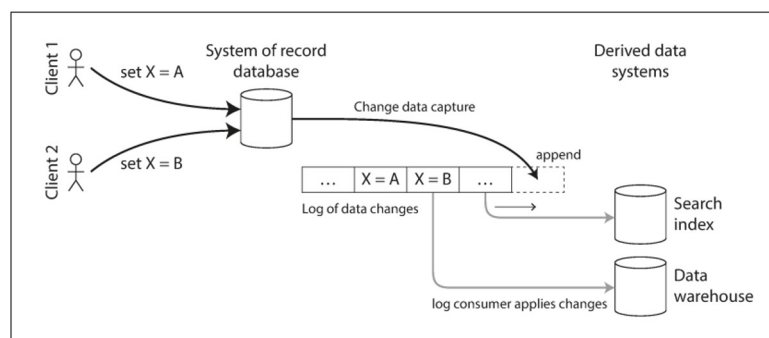 Client 1
set X = A
System of record
database
Derived data
systems
Change data capture
Client 2
set X = B
append
... X = A X = B ...
Log of data changes
Search
index
Data
warehouse
log consumer applies changes